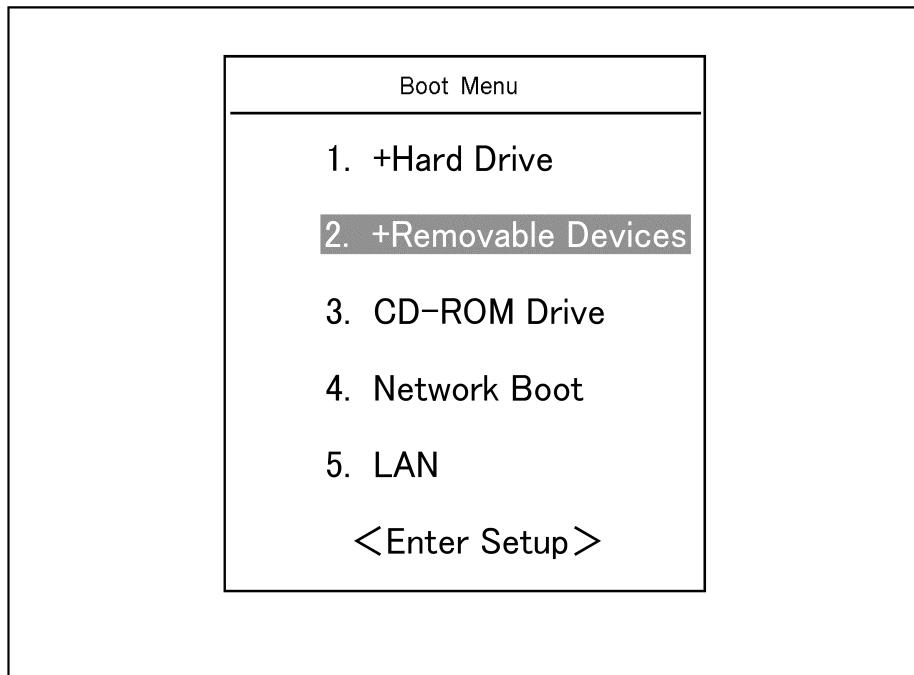 Boot Menu
1. +Hard Drive
2. +Removable Devices
3. CD-ROM Drive
4. Network Boot
5. LAN
<Enter Setup>